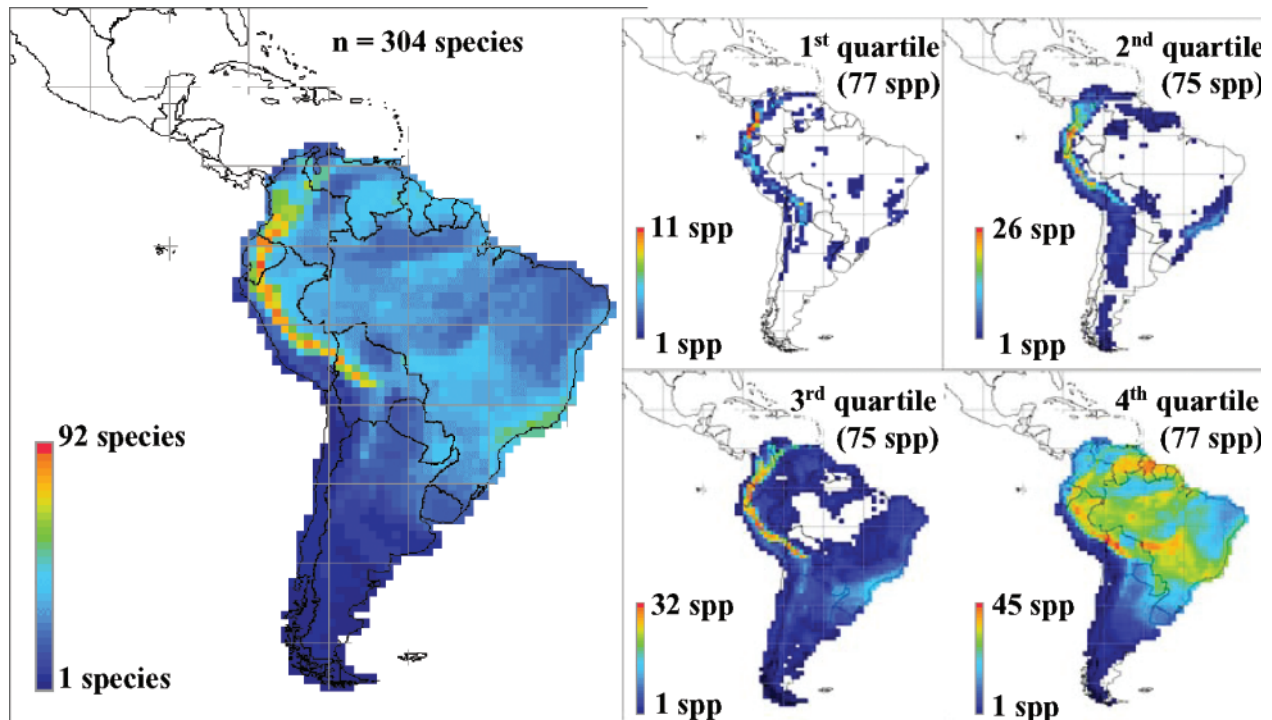 n = 304 species
92 species
1 species
1st quartile
(77 spp)
11 spp
1 spp
2nd quartile
(75 spp)
26 spp
1 spp
3rd quartile
(75 spp)
32 spp
1 spp
4th quartile
(77 spp)
45 spp
1 spp